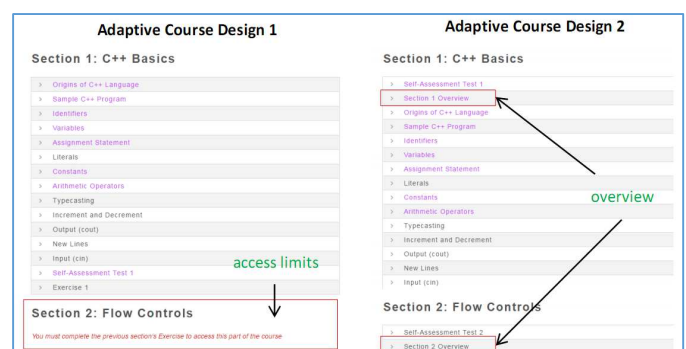 Adaptive Course Design 1
Section 1: C++ Basics
> Origins of C++ Language
> Sample C++ Program
> Identifiers
> Variables
> Assignment Statement
> Literals
> Constants
> Arithmetic Operators
> Typecasting
> Increment and Decrement
> Output (cout)
> New Lines
> Input (cin)
> Self-Assessment Test 1
> Exercise 1
access limits
Section 2: Flow Controls
You must complete the previous section's Exercise to access this part of the course
Adaptive Course Design 2
Section 1: C++ Basics
> Self-Assessment Test 1
> Section 1 Overview
> Origins of C++ Language
> Sample C++ Program
> Identifiers
> Variables
> Assignment Statement
> Literals
> Constants
> Arithmetic Operators
> Typecasting
> Increment and Decrement
> Output (cout)
> New Lines
> Input (cin)
overview
Section 2: Flow Controls
> Self-Assessment Test 2
> Section 2 Overview